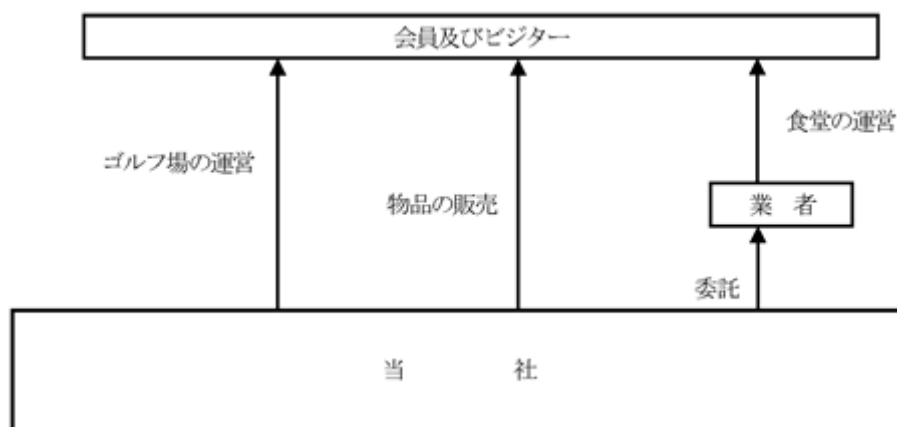 会員及びビジター
食堂の運営
ゴルフ場の運営
物品の販売
業　者
委託
当　社